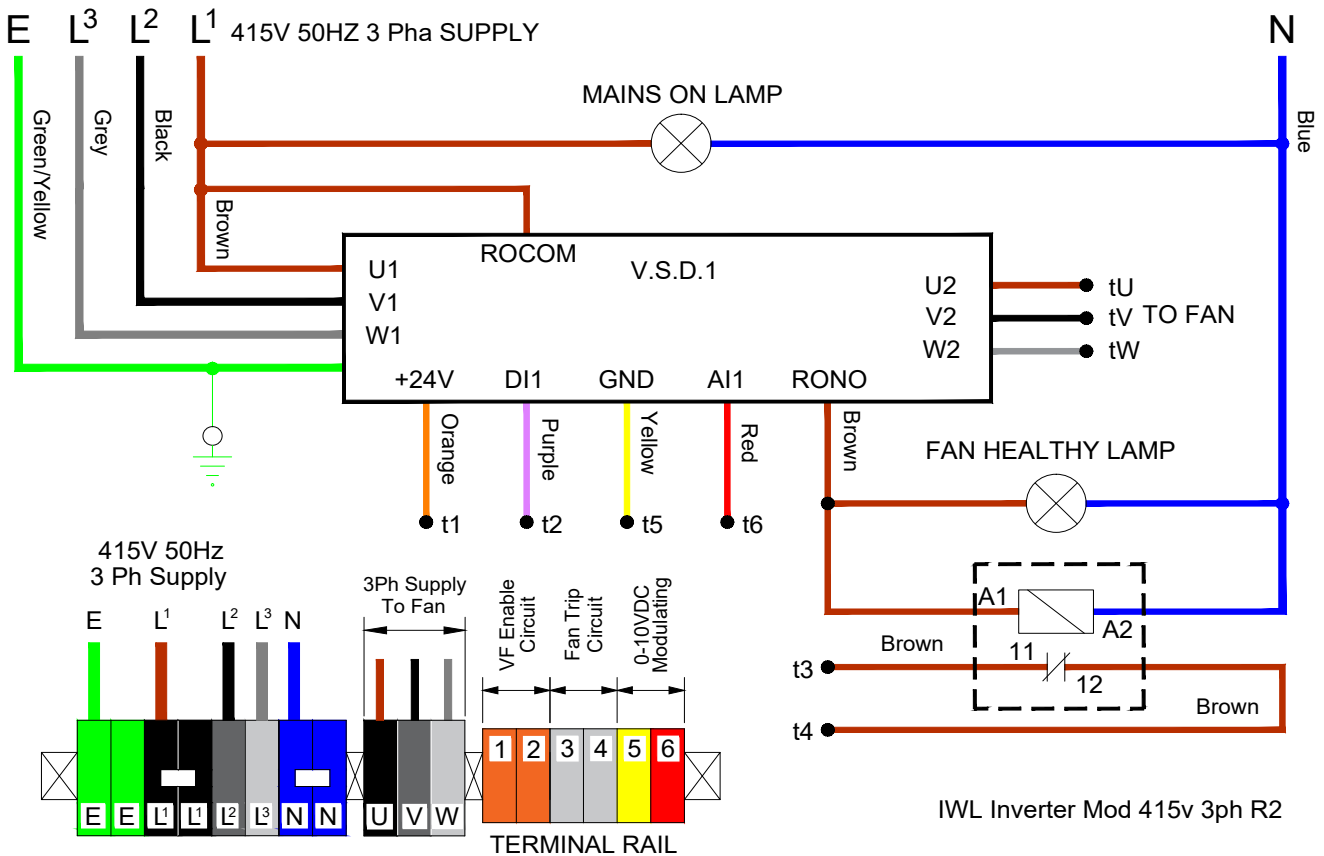 E L3 L2 L1 415V 50HZ 3 Pha SUPPLY N
MAINS ON LAMP
Green/Yellow
Grey
Black
Brown
Blue
ROCOM
V.S.D.1
U1
V1
W1
U2
V2
W2
tU
tV TO FAN
tW
+24V DI1 GND AI1 RONO
Orange
Purple
Yellow
Red
Brown
t1 t2 t5 t6
FAN HEALTHY LAMP
A1
A2
t3
Brown
11
12
t4
Brown
415V 50Hz
3 Ph Supply
E L1 L2 L3 N
3Ph Supply
To Fan
VF Enable
Circuit
Fan Trip
Circuit
0-10VDC
Modulating
1 2 3 4 5 6
E E L1 L1 L2 L3 N N U V W
TERMINAL RAIL
IWL Inverter Mod 415v 3ph R2